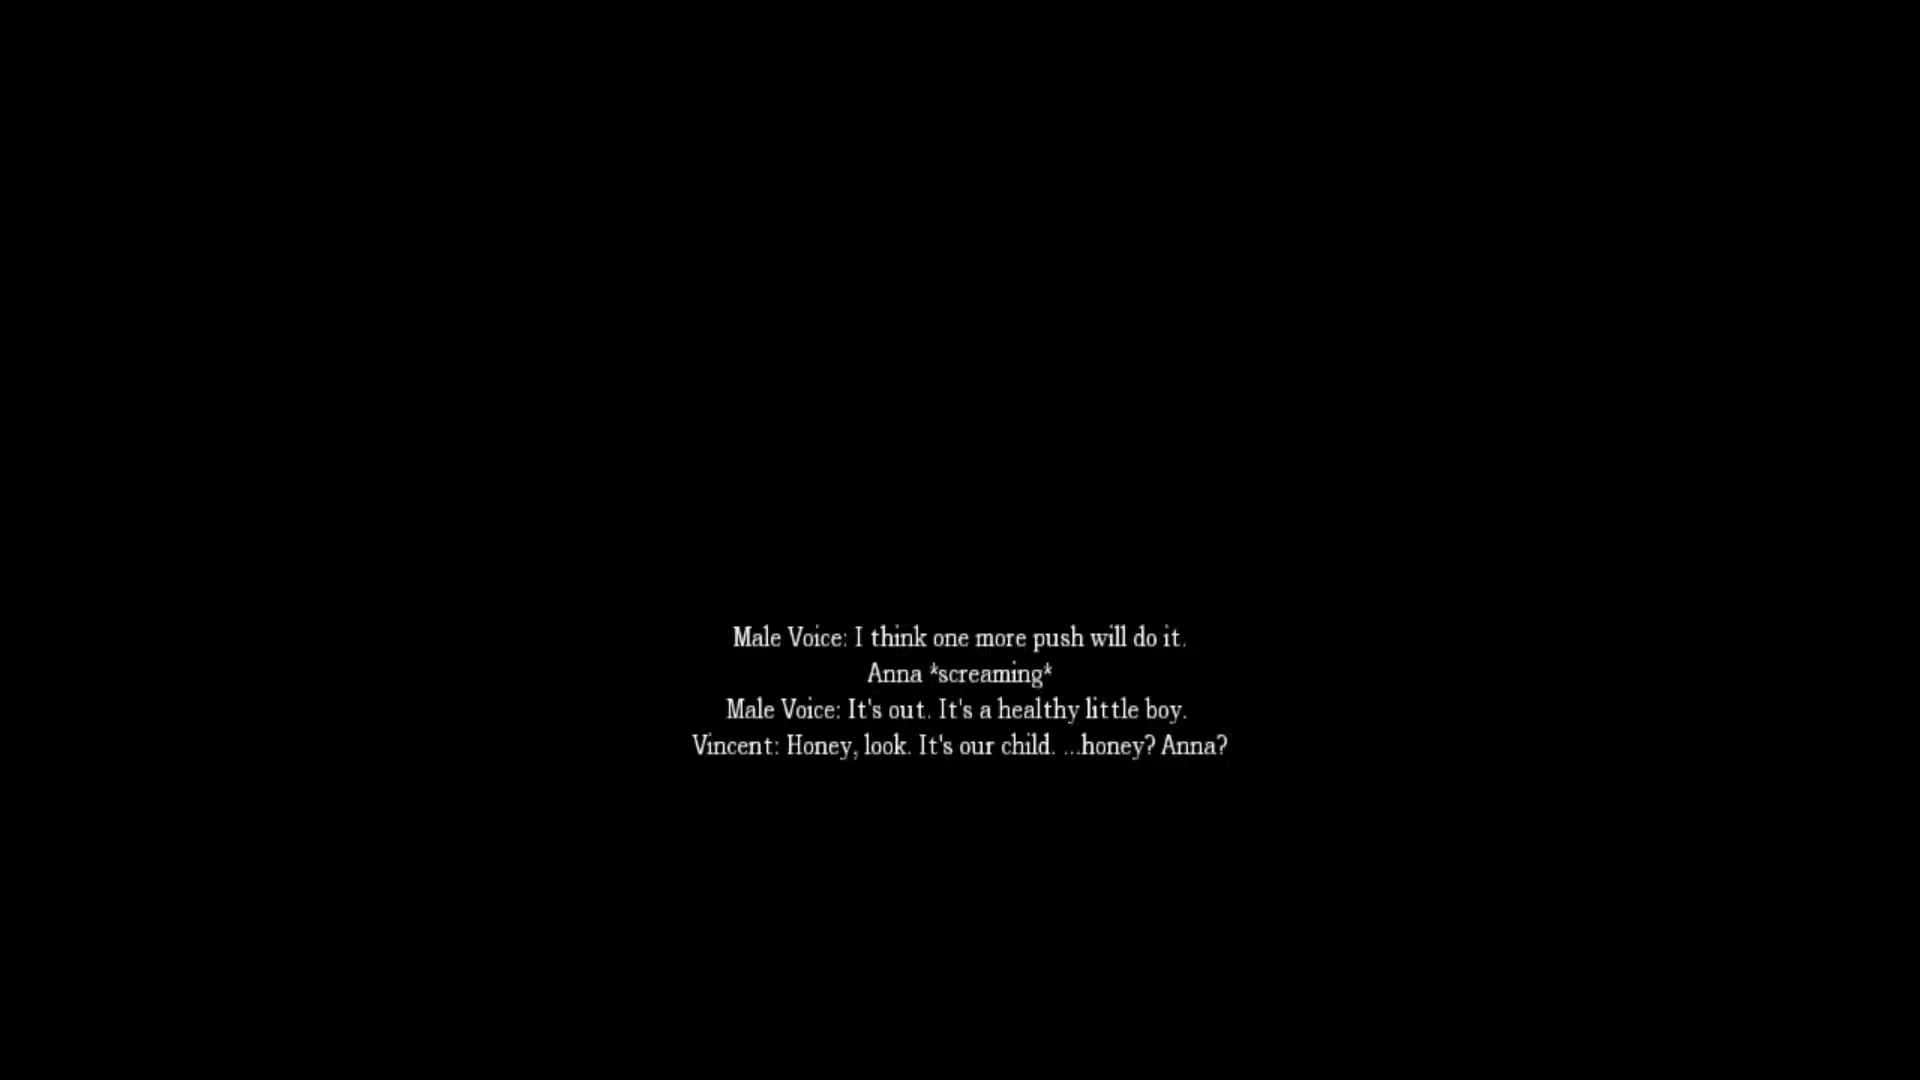 Male Voice: I think one more push will do it.
Anna *screaming*
Male Voice: It's out. It's a healthy little boy.
Vincent: Honey, look. It's our child. ...honey? Anna?